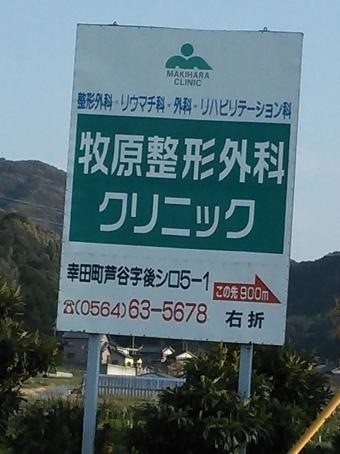 MAKIHARA
CLINIC
整形外科・リウマチ科・外科・リハビリテーション科
牧原整形外科
クリニック
幸田町芦谷字後シロ5-1
☎(0564)63-5678
この先900m
右折